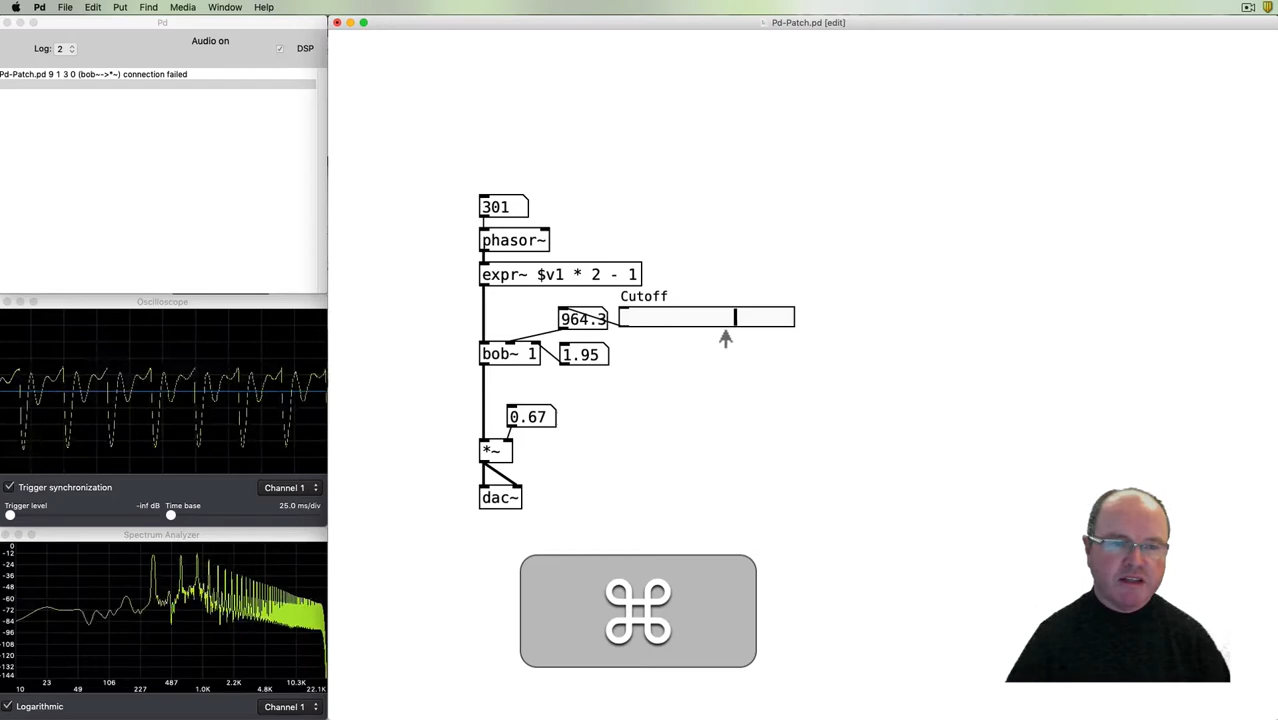 Pd File Edit Put Find Media Window Help
Pd
Audio on
Log: 2
DSP
Pd-Patch.pd 9 1 3 0 (bob~->*~) connection failed
Oscilloscope
Trigger synchronization
Channel 1
Trigger level
-inf dB
Time base
25.0 ms/div
Spectrum Analyzer
0
-12
-24
-36
-48
-60
-72
-84
-96
-108
-120
-132
-144
23 46 106 232 487 1.0K 2.2K 4.8K 10.3K
10 49 106 227 22.1K
Logarithmic
Channel 1
Pd-Patch.pd [edit]
301
phasor~
expr~ $v1 * 2 - 1
Cutoff
964.3
bob~ 1
1.95
0.67
*~
dac~
⌘